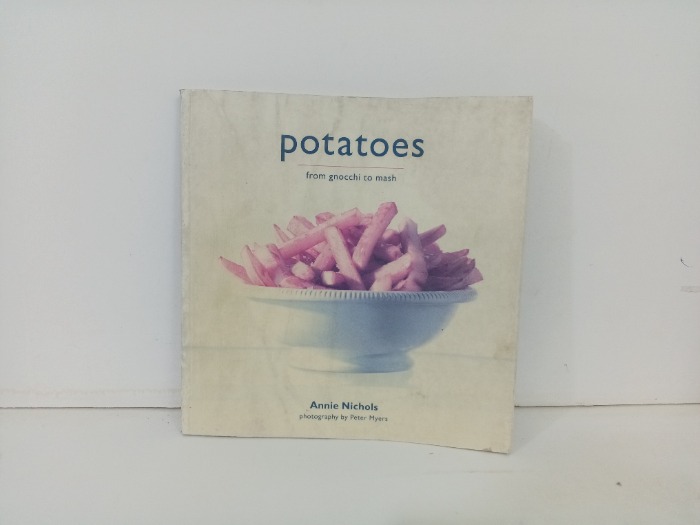 potatoes
from gnocchi to mash
Annie Nichols
photography by Peter Myers